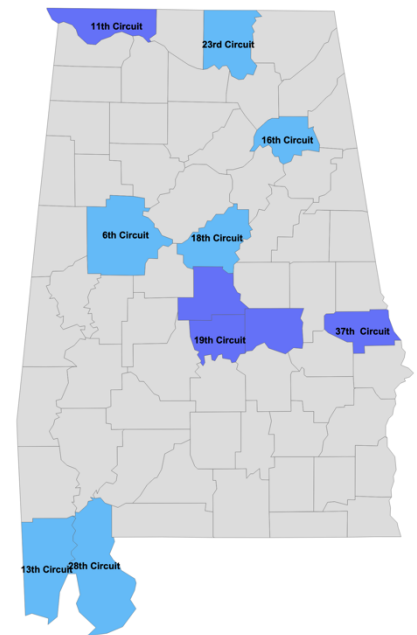 11th Circuit
23rd Circuit
16th Circuit
6th Circuit
18th Circuit
37th Circuit
19th Circuit
13th Circuit
28th Circuit